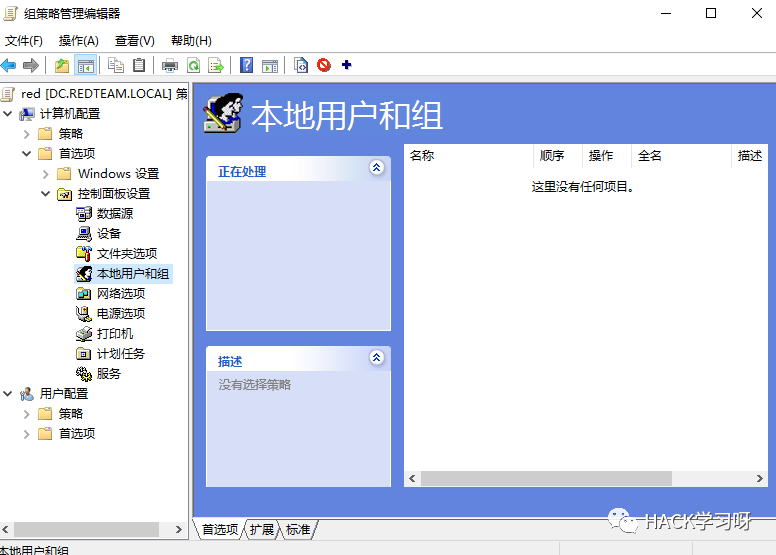 组策略管理编辑器
文件(F) 操作(A) 查看(V) 帮助(H)
red [DC.REDTEAM.LOCAL] 策
计算机配置
策略
首选项
Windows 设置
控制面板设置
数据源
设备
文件夹选项
本地用户和组
网络选项
电源选项
打印机
计划任务
服务
用户配置
策略
首选项
本地用户和组
正在处理
描述
没有选择策略
名称 顺序 操作 全名 描述
这里没有任何项目。
首选项 扩展 标准
HACK学习呀
本地用户和组